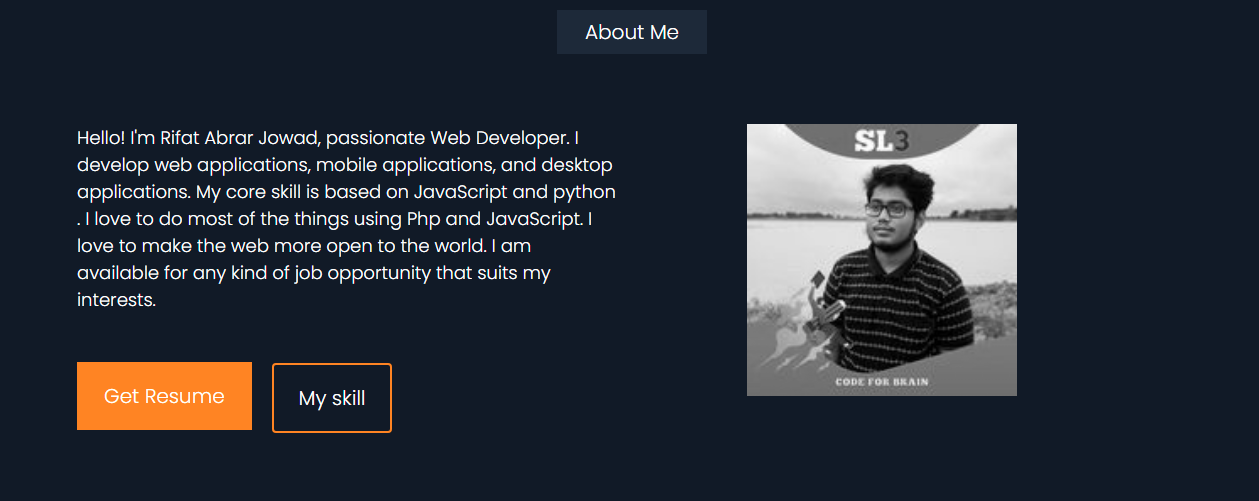 About Me
Hello! I'm Rifat Abrar Jowad, passionate Web Developer. I
develop web applications, mobile applications, and desktop
applications. My core skill is based on JavaScript and python
. I love to do most of the things using Php and JavaScript. I
love to make the web more open to the world. I am
available for any kind of job opportunity that suits my
interests.
Get Resume
My skill
SL3
CODE FOR BRAIN